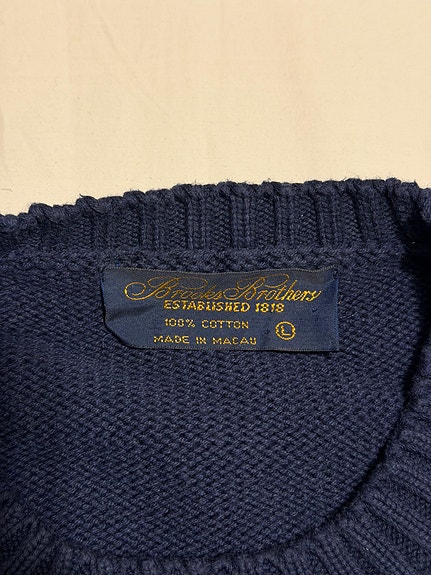 Brooks Brothers
ESTABLISHED 1818
100% COTTON
MADE IN MACAU
L